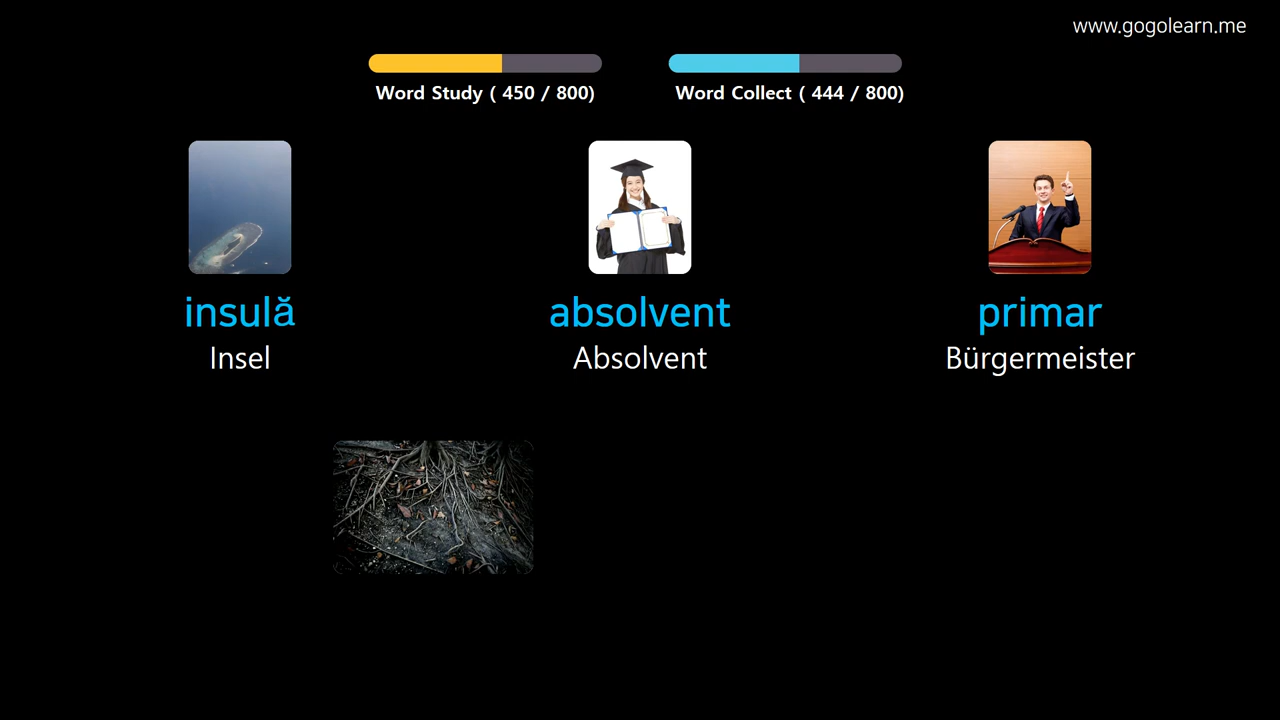 www.gogolearn.me
Word Study ( 450 / 800)
Word Collect ( 444 / 800)
insulă
absolvent
primar
Insel
Absolvent
Bürgermeister